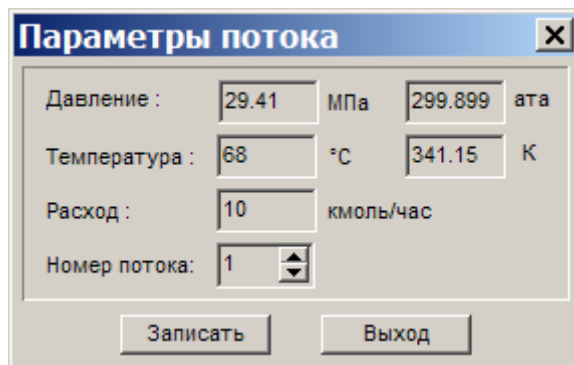 Параметры потока
Давление : 29.41 МПа 299.899 ата
Температура : 68 °C 341.15 К
Расход : 10 кмоль/час
Номер потока: 1
Записать Выход